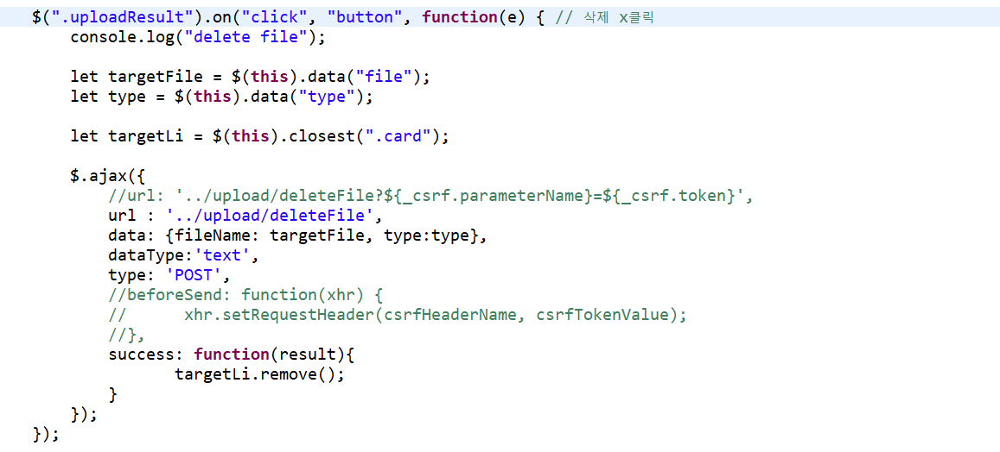 $(".uploadResult").on("click", "button", function(e) { // 삭제 x클릭
    console.log("delete file");

    let targetFile = $(this).data("file");
    let type = $(this).data("type");

    let targetLi = $(this).closest(".card");

    $.ajax({
        //url: '../upload/deleteFile?${_csrf.parameterName}=${_csrf.token}',
        url : '../upload/deleteFile',
        data: {fileName: targetFile, type:type},
        dataType:'text',
        type: 'POST',
        //beforeSend: function(xhr) {
        //      xhr.setRequestHeader(csrfHeaderName, csrfTokenValue);
        //},
        success: function(result){
               targetLi.remove();
        }
    });
});